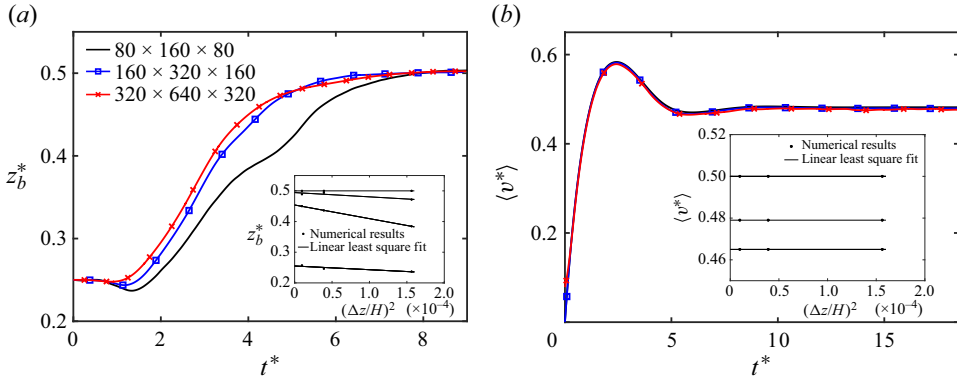 (a)
0.5
0.4
0.3
0.2
z_b^*
80 × 160 × 80
160 × 320 × 160
320 × 640 × 320
0 2 4 6 8
t^*
0.5
0.4
0.3
0.2
z_b^*
Numerical results
Linear least square fit
0 1.0 2.0
(Δz/H)^2 (×10^-4)
(b)
0.6
0.4
0.2
⟨v^*⟩
0 5 10 15
t^*
0.52
0.50
0.48
0.46
⟨v^*⟩
Numerical results
Linear least square fit
0 0.5 1.0 1.5 2.0
(Δz/H)^2 (×10^-4)